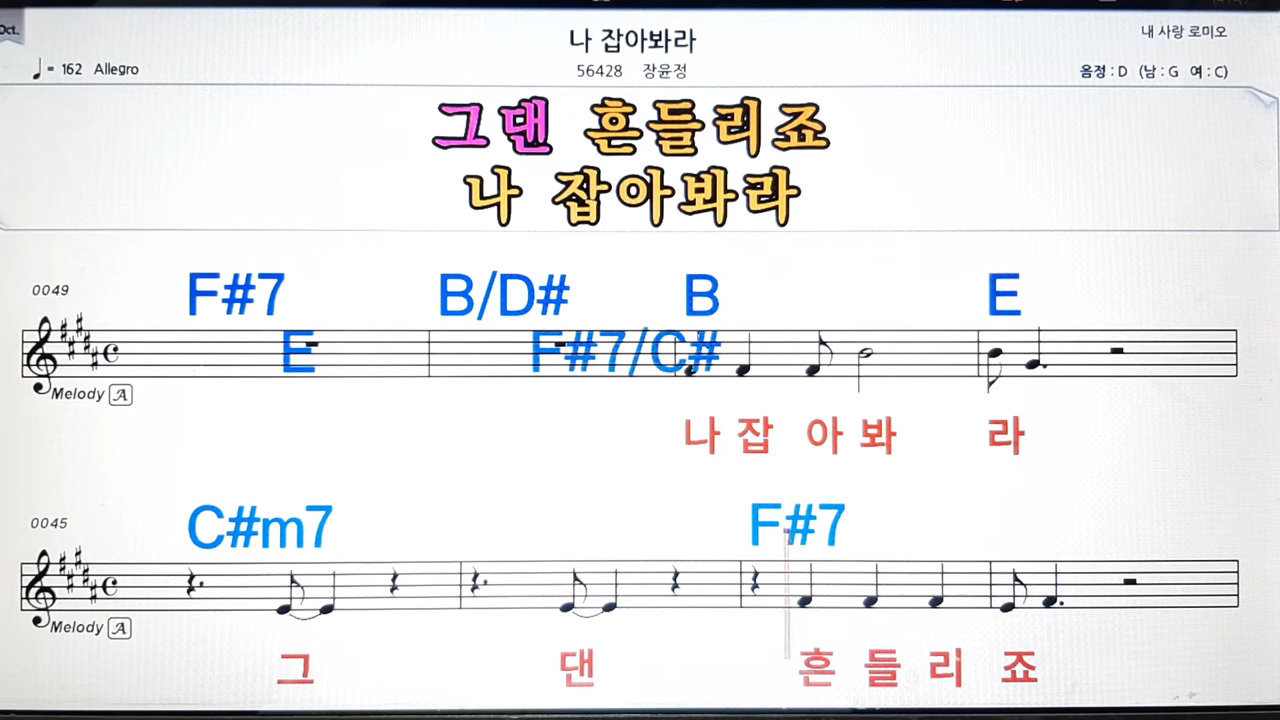 Oct.
나 잡아봐라
내 사랑 로미오
♩= 162 Allegro
56428 장윤정
음정 : D (남 : G 여 : C)
그댄 흔들리죠
나 잡아봐라
0049
F#7 B/D# B E
E F#7/C#
Melody A
나 잡 아 봐 라
0045
C#m7 F#7
Melody A
그 댄 흔 들 리 죠